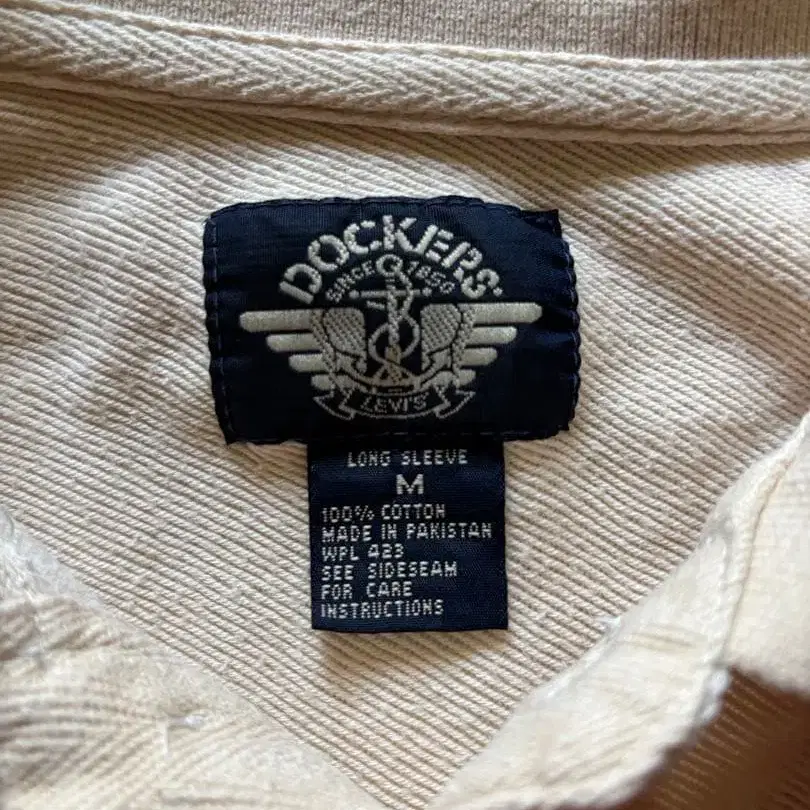 DOCKERS®
SINCE 1850
LEVI'S
LONG SLEEVE
M
100% COTTON
MADE IN PAKISTAN
WPL 423
SEE SIDESEAM
FOR CARE
INSTRUCTIONS